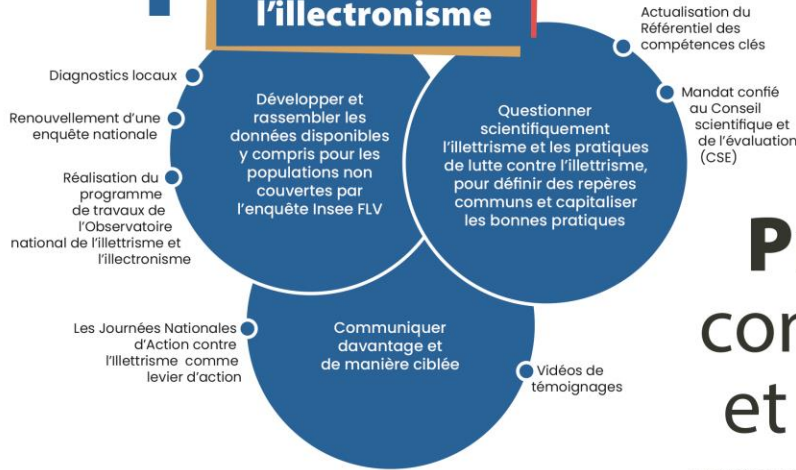 l'illectronisme
Actualisation du
Référentiel des
compétences clés
Mandat confié
au Conseil
scientifique et
de l'évaluation
(CSE)
Diagnostics locaux
Renouvellement d'une
enquête nationale
Réalisation du
programme
de travaux de
l'Observatoire
national de l'illettrisme et
l'illectronisme
Développer et
rassembler les
données disponibles
y compris pour les
populations non
couvertes par
l'enquête Insee FLV
Questionner
scientifiquement
l'illettrisme et les pratiques
de lutte contre l'illettrisme,
pour définir des repères
communs et capitaliser
les bonnes pratiques
Les Journées Nationales
d'Action contre
l'Illettrisme comme
levier d'action
Communiquer
davantage et
de manière ciblée
Vidéos de
témoignages
et